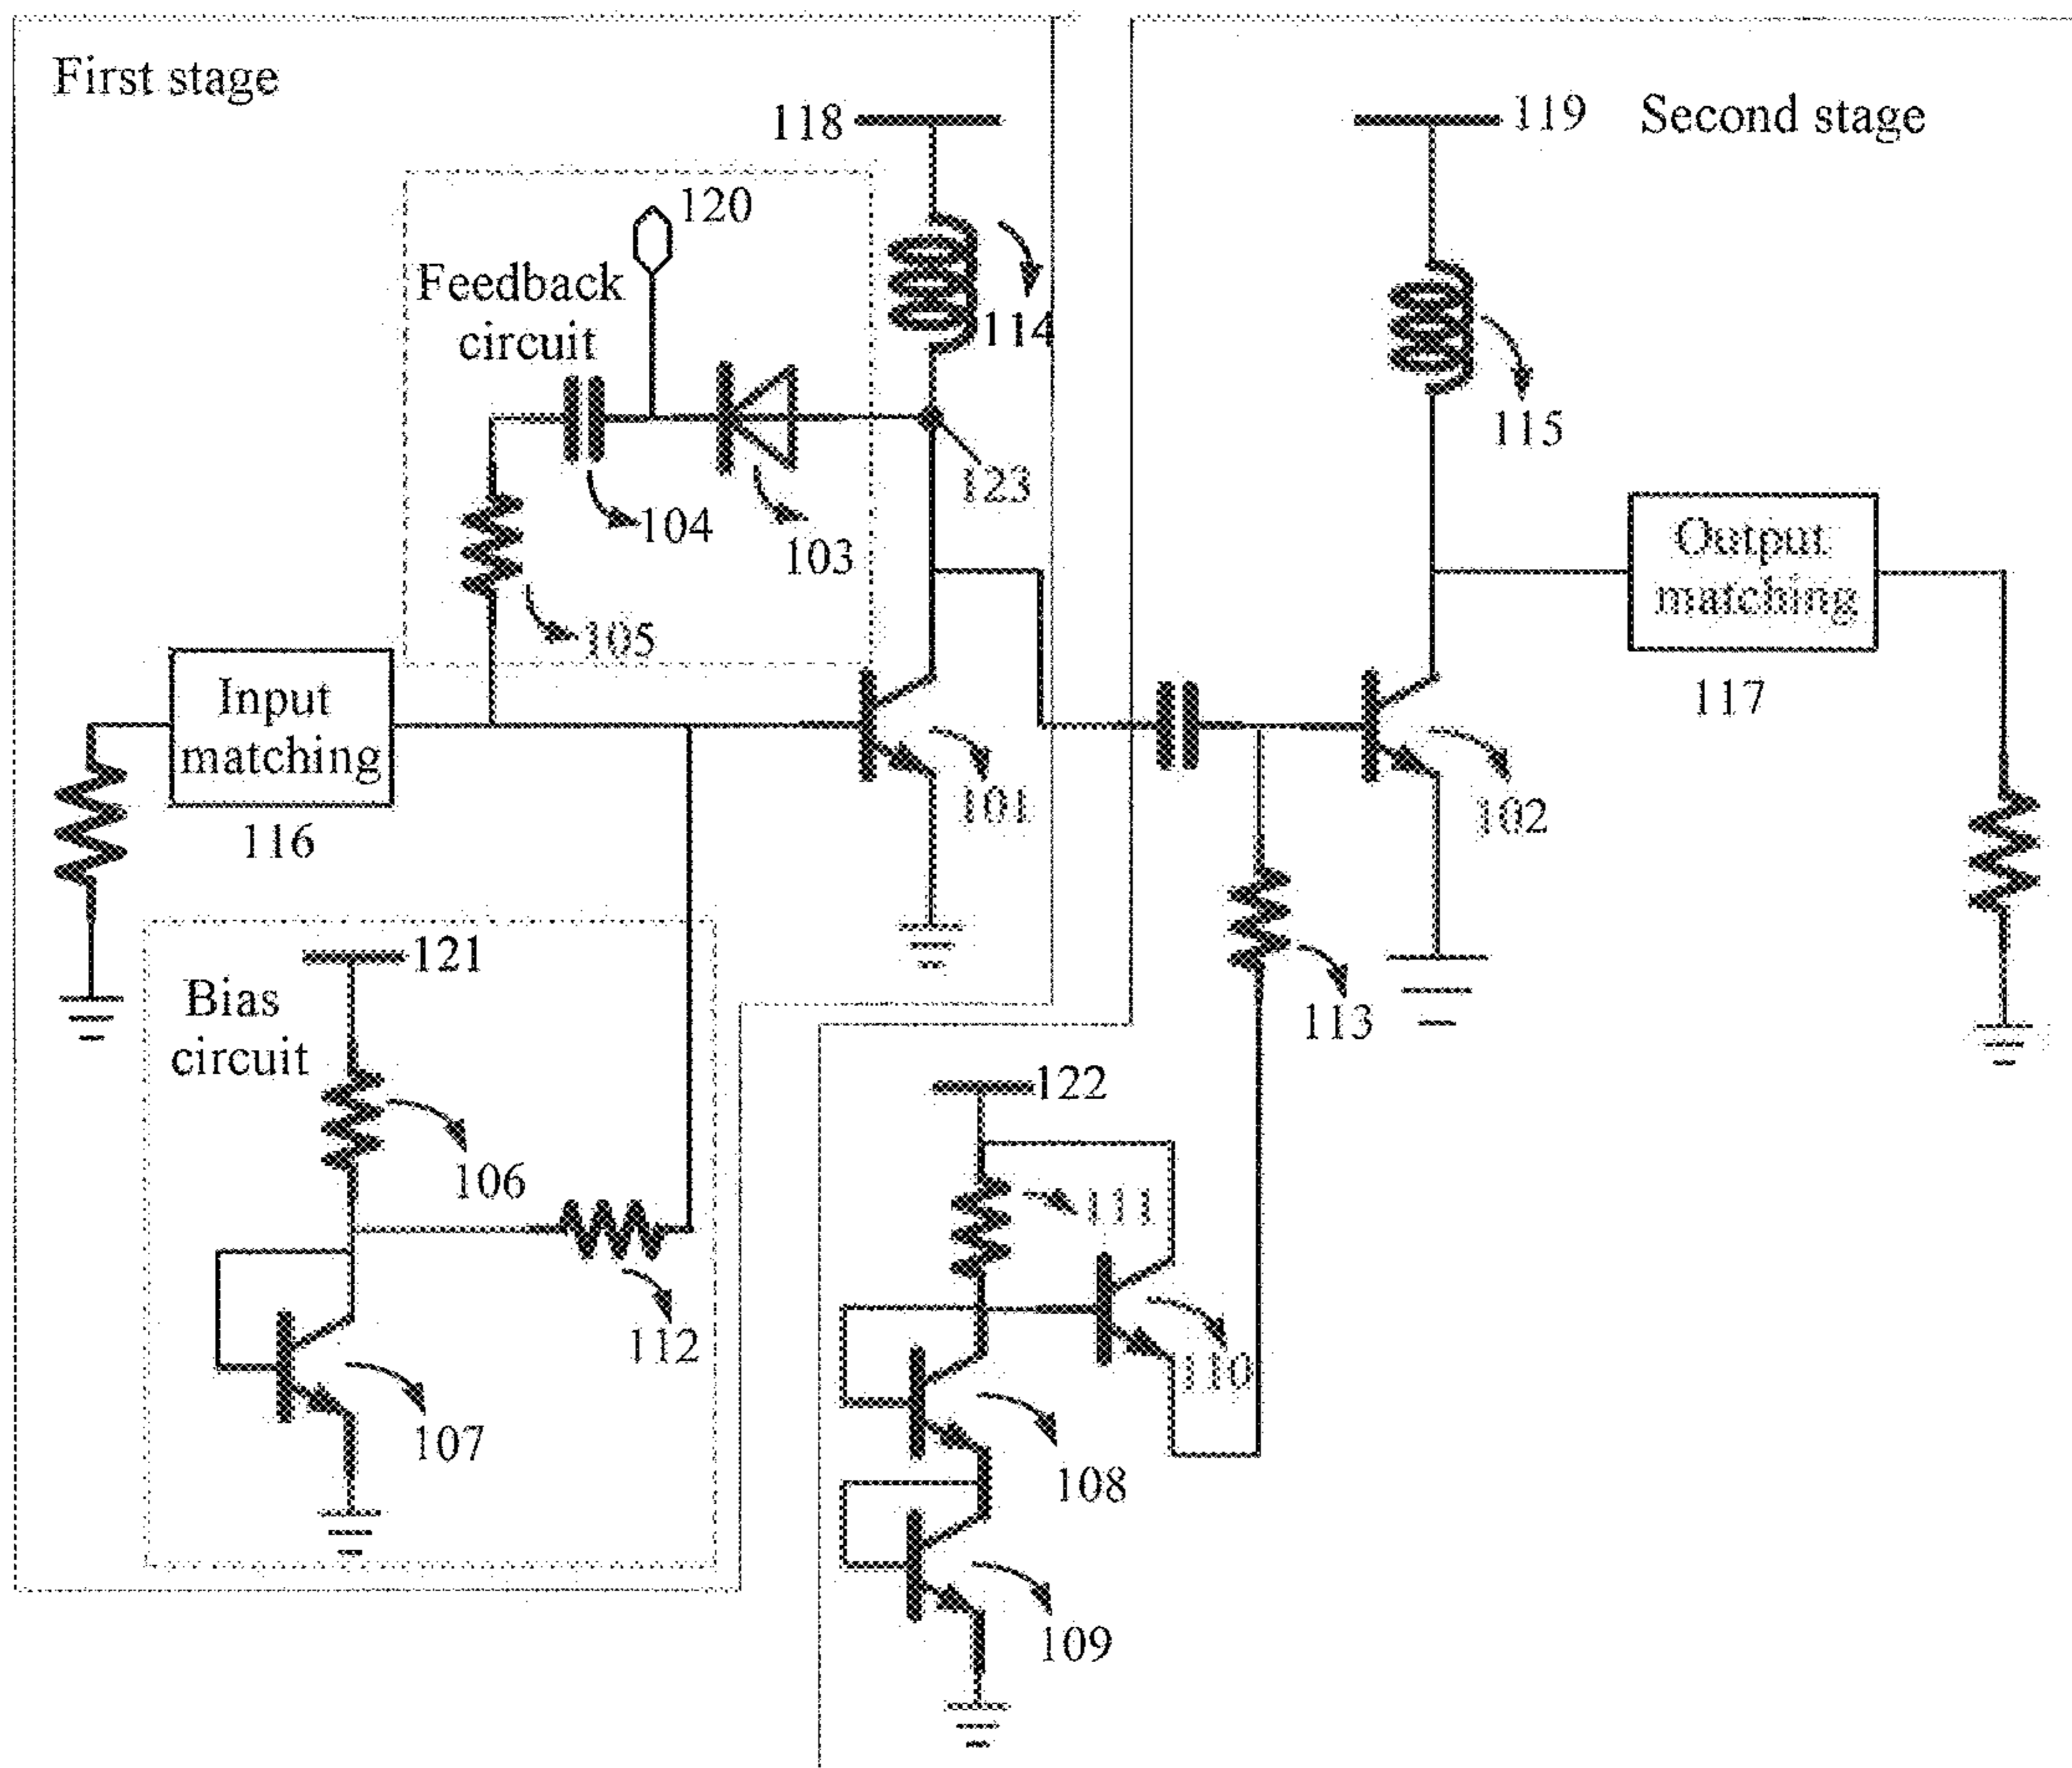 First stage
118
119
Second stage
120
Feedback
circuit
114
123
115
104
103
Output
matching
105
Input
matching
117
116
101
102
121
Bias
circuit
113
122
106
111
112
110
107
108
109